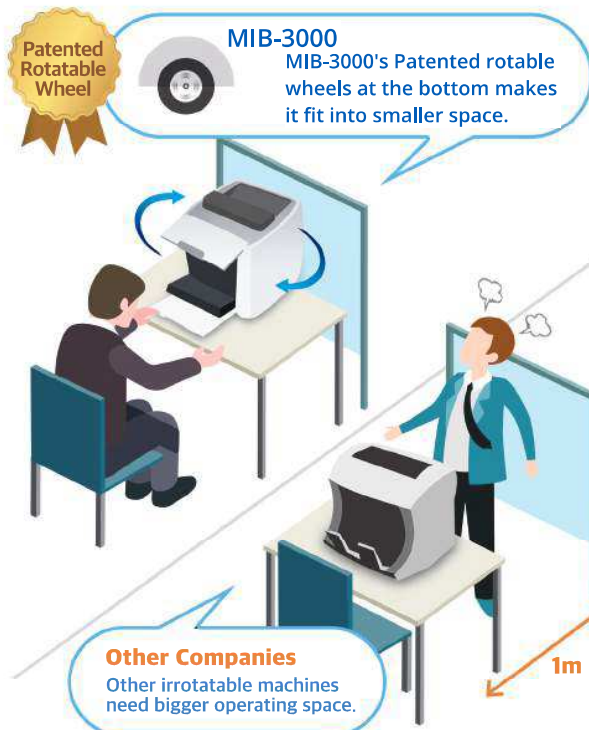 Patented
Rotatable
Wheel
MIB-3000
MIB-3000's Patented rotable
wheels at the bottom makes
it fit into smaller space.
1m
Other Companies
Other irrotatable machines
need bigger operating space.